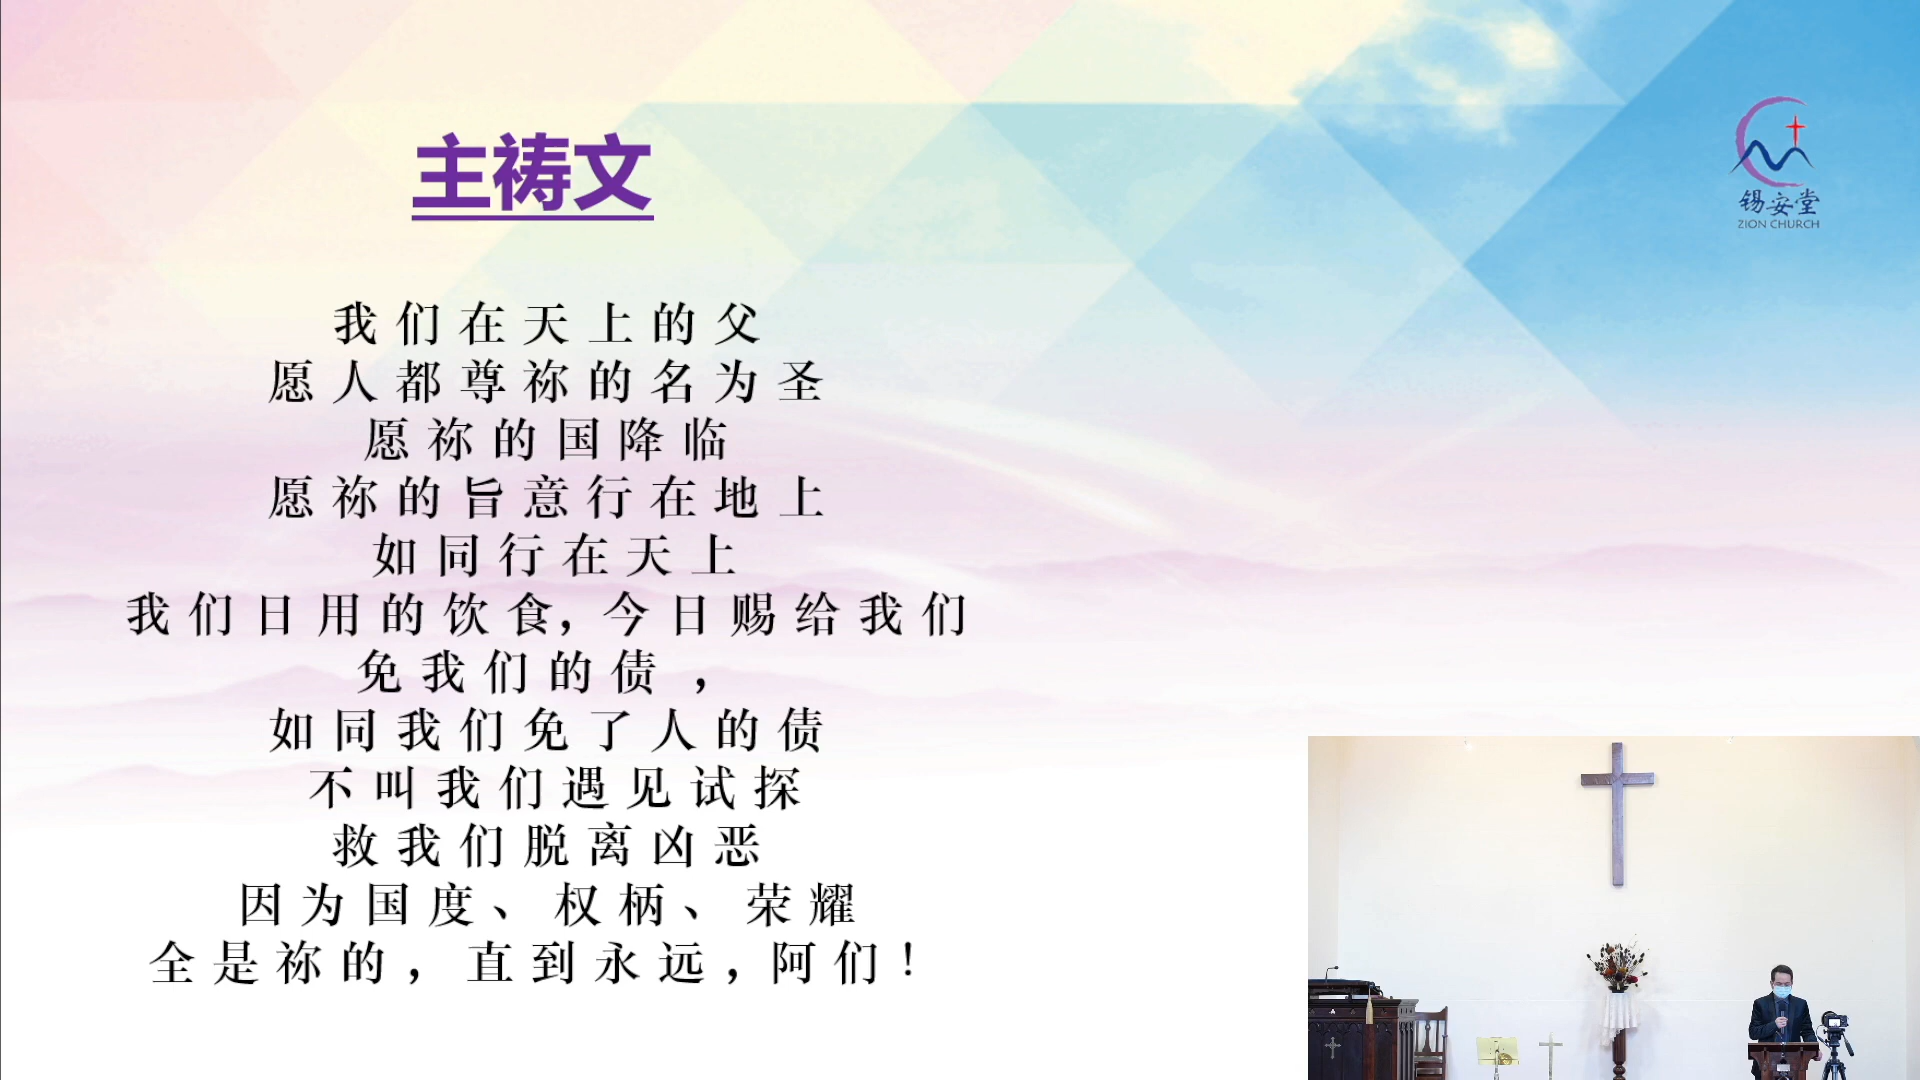 主祷文
我们在天上的父
愿人都尊祢的名为圣
愿祢的国降临
愿祢的旨意行在地上
如同行在天上
我们日用的饮食，今日赐给我们
免我们的债，
如同我们免了人的债
不叫我们遇见试探
救我们脱离凶恶
因为国度、权柄、荣耀
全是祢的，直到永远，阿们！
锡安堂
ZION CHURCH